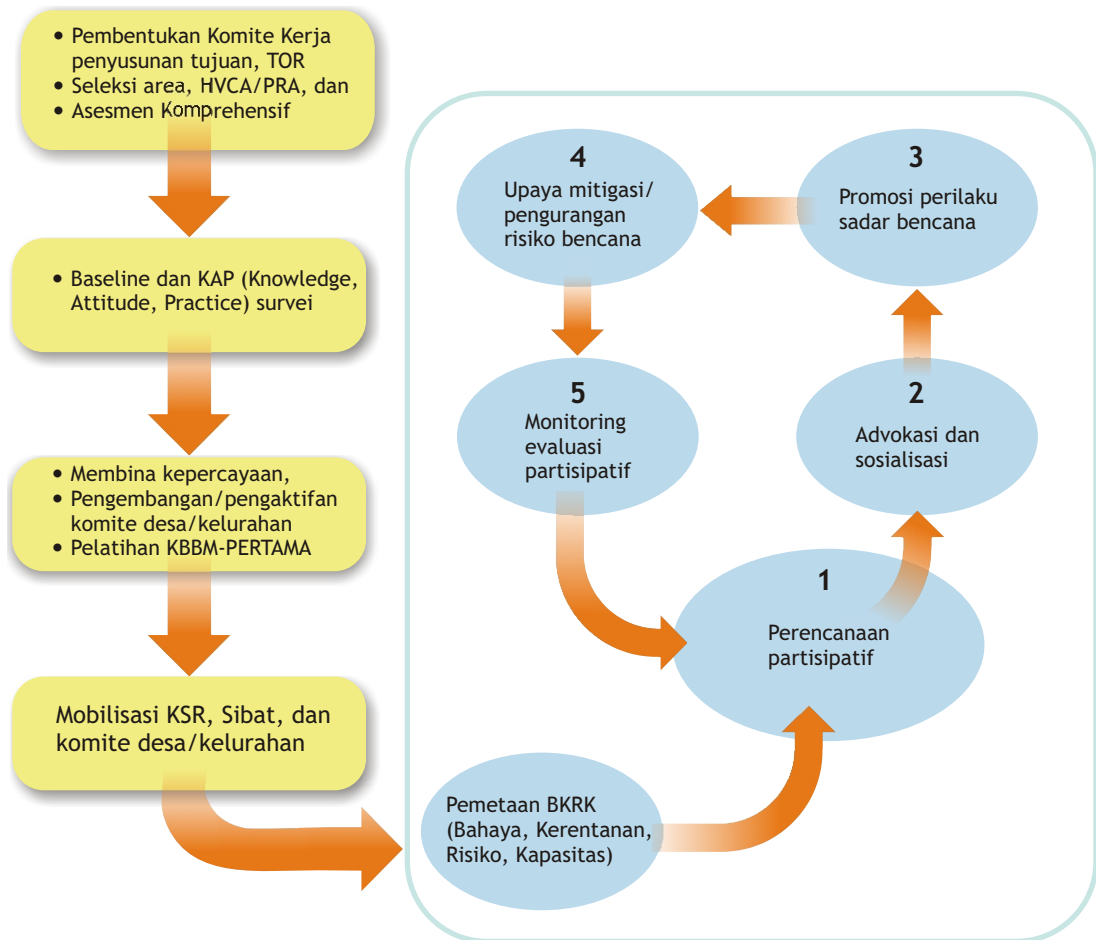 • Pembentukan Komite Kerja
penyusunan tujuan, TOR
• Seleksi area, HVCA/PRA, dan
• Asesmen Komprehensif
• Baseline dan KAP (Knowledge,
Attitude, Practice) survei
• Membina kepercayaan,
• Pengembangan/pengaktifan
komite desa/kelurahan
• Pelatihan KBBM-PERTAMA
Mobilisasi KSR, Sibat, dan
komite desa/kelurahan
Pemetaan BKRK
(Bahaya, Kerentanan,
Risiko, Kapasitas)
1
Perencanaan
partisipatif
2
Advokasi dan
sosialisasi
3
Promosi perilaku
sadar bencana
4
Upaya mitigasi/
pengurangan
risiko bencana
5
Monitoring
evaluasi
partisipatif